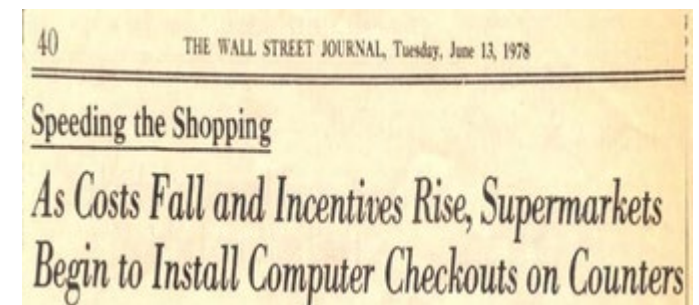 40
THE WALL STREET JOURNAL, Tuesday, June 13, 1978
Speeding the Shopping
As Costs Fall and Incentives Rise, Supermarkets
Begin to Install Computer Checkouts on Counters